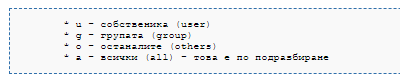 * u - собственика (user)
* g - групата (group)
* o - останалите (others)
* a - всички (all) - това е по подразбиране